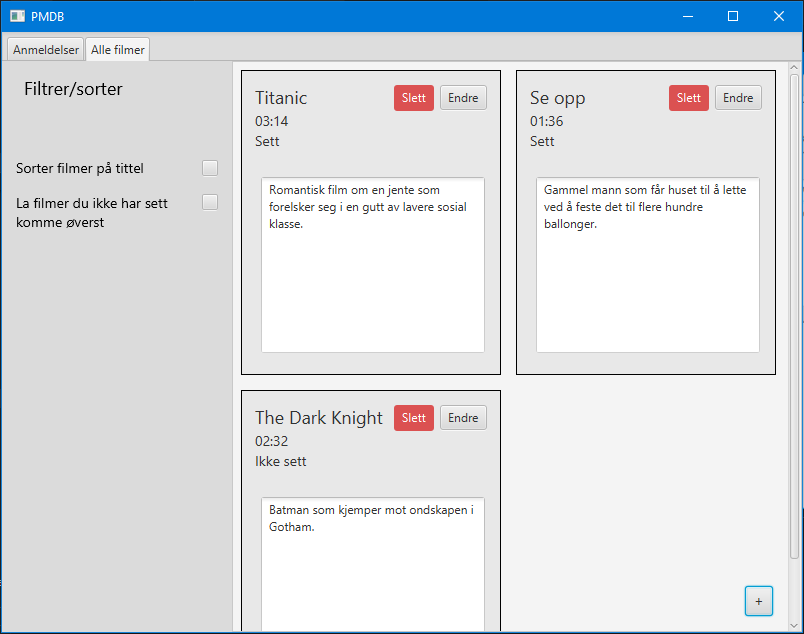 PMDB
Anmeldelser
Alle filmer
Filtrer/sorter
Sorter filmer på tittel
La filmer du ikke har sett
komme øverst
Titanic
Slett
Endre
03:14
Sett
Romantisk film om en jente som
forelsker seg i en gutt av lavere sosial
klasse.
Se opp
Slett
Endre
01:36
Sett
Gammel mann som får huset til å lette
ved å feste det til flere hundre
ballonger.
The Dark Knight
Slett
Endre
02:32
Ikke sett
Batman som kjemper mot ondskapen i
Gotham.
+